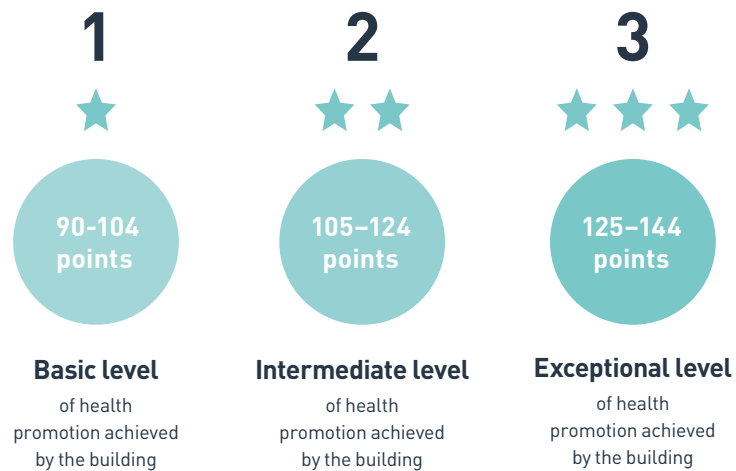 1
90-104
points
Basic level
of health
promotion achieved
by the building
2
105–124
points
Intermediate level
of health
promotion achieved
by the building
3
125–144
points
Exceptional level
of health
promotion achieved
by the building